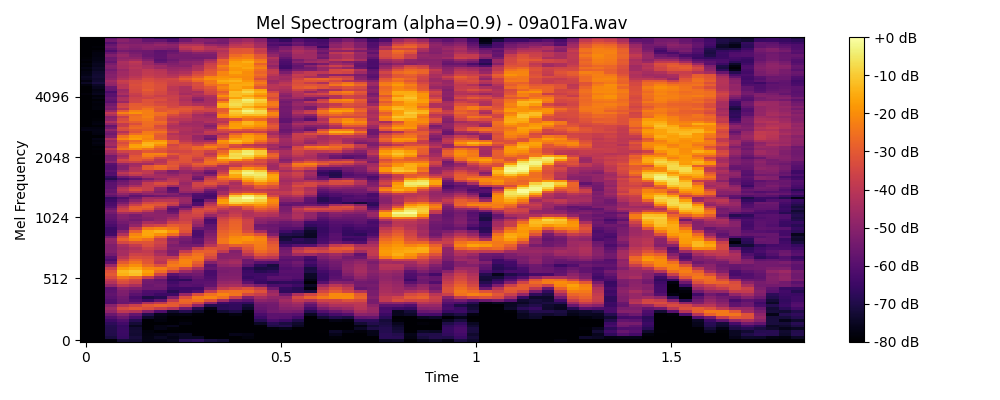 Mel Spectrogram (alpha=0.9) - 09a01Fa.wav
Mel Frequency
4096
2048
1024
512
0
0
0.5
1
1.5
Time
+0 dB
-10 dB
-20 dB
-30 dB
-40 dB
-50 dB
-60 dB
-70 dB
-80 dB